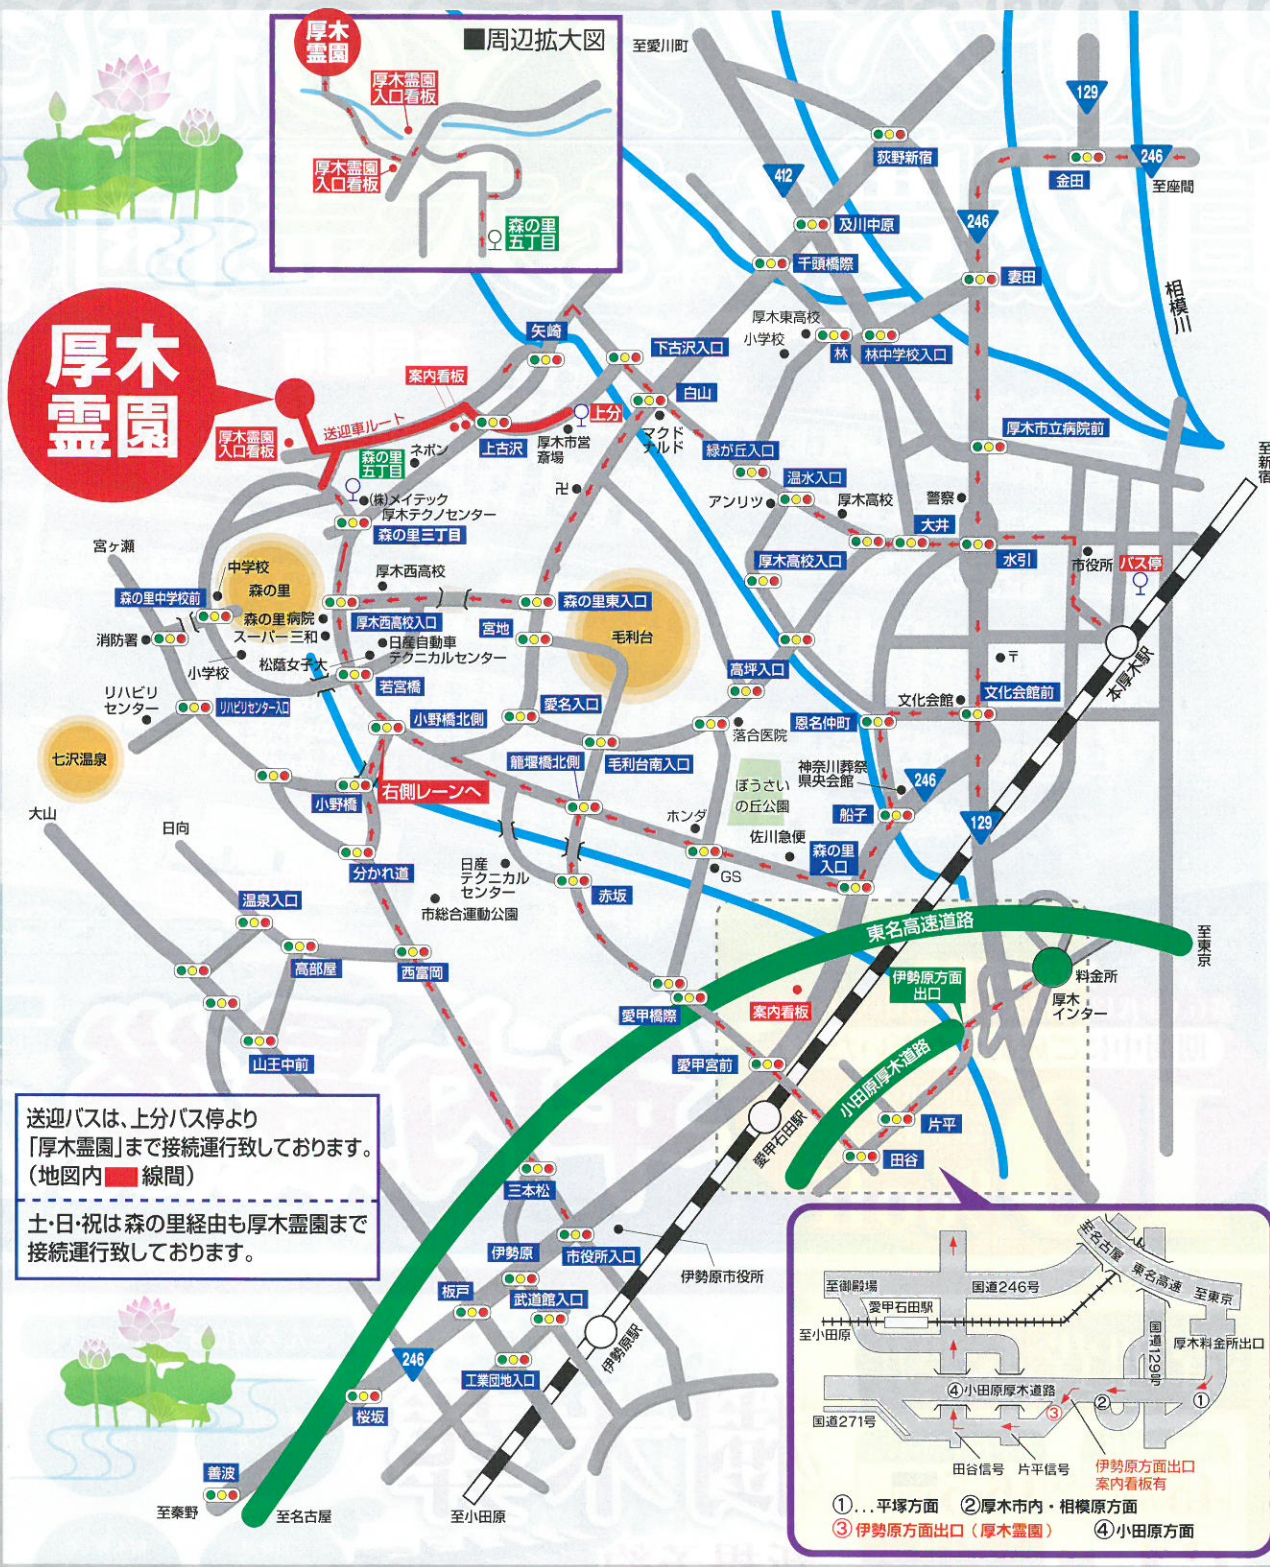 厚木
霊園
■周辺拡大図
厚木霊園
入口看板
厚木霊園
入口看板
森の里
五丁目
至愛川町
129
荻野新宿
金田
246
至座間
412
及川中原
246
千頭橋際
妻田
相模川
厚木
霊園
矢崎
下古沢入口
厚木東高校
小学校
林
林中学校入口
案内看板
白山
送迎車ルート
上分
厚木霊園
入口看板
森の里
五丁目
ネポン
上古沢
厚木市営
斎場
マクド
ナルド
緑が丘入口
厚木市立病院前
至新宿
(株)メイテック
厚木テクノセンター
卍
アンリツ
温水入口
厚木高校
警察
大井
水引
森の里三丁目
宮ヶ瀬
中学校
森の里
厚木西高校
厚木高校入口
市役所
バス停
森の里中学校前
森の里病院
スーパー三和
厚木西高校入口
森の里東入口
毛利台
消防署
小学校
松蔭女子大
日産自動車
テクニカルセンター
宮地
〒
本厚木駅
リハビリ
センター
リハビリセンター入口
若宮橋
愛名入口
高坪入口
文化会館
文化会館前
小野橋北側
落合医院
恩名仲町
七沢温泉
籠堰橋北側
毛利台南入口
神奈川葬祭
県央会館
246
小野橋
右側レーンへ
ぼうさい
の丘公園
船子
129
大山
日向
ホンダ
佐川急便
森の里
入口
分かれ道
日産
テクニカル
センター
GS
赤坂
市総合運動公園
温泉入口
高部屋
西富岡
東名高速道路
至東京
伊勢原方面
出口
料金所
厚木
インター
愛甲橋際
案内看板
山王中前
愛甲宮前
小田原厚木道路
愛甲石田駅
片平
田谷
送迎バスは、上分バス停より
「厚木霊園」まで接続運行致しております。
(地図内 線間)
土・日・祝は森の里経由も厚木霊園まで
接続運行致しております。
三本松
市役所入口
伊勢原
伊勢原市役所
板戸
武道館入口
伊勢原駅
246
工業団地入口
桜坂
善波
至秦野
至名古屋
至小田原
至名古屋
東名高速
至東京
至御殿場
国道246号
愛甲石田駅
至小田原
国道129号
厚木料金所出口
④小田原厚木道路
③
②
①
国道271号
田谷信号
片平信号
伊勢原方面出口
案内看板有
①…平塚方面 ②厚木市内・相模原方面
③伊勢原方面出口（厚木霊園） ④小田原方面